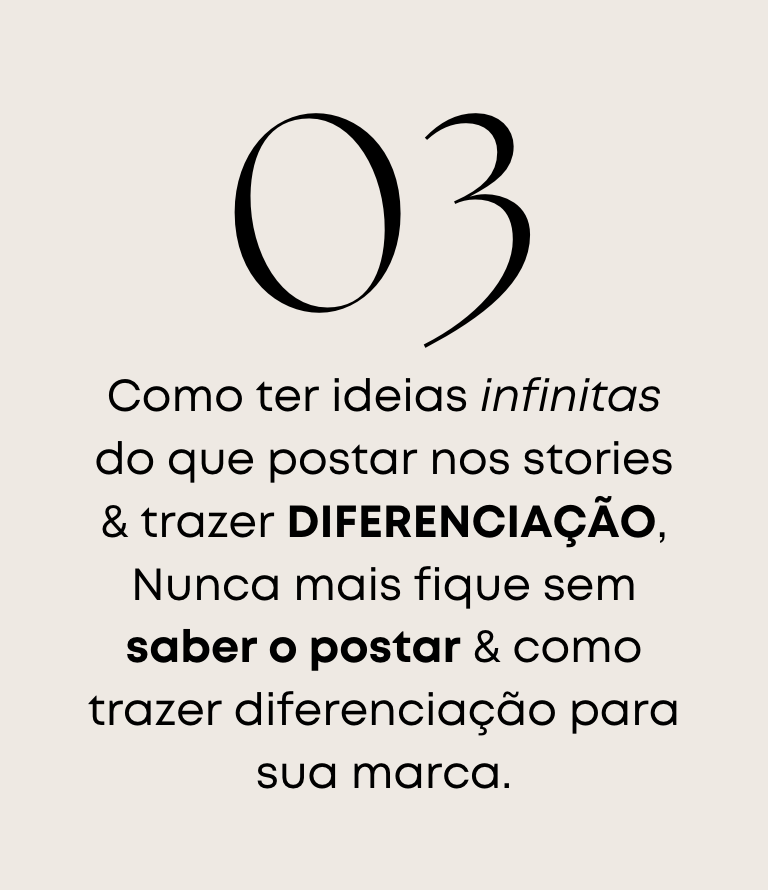 03
Como ter ideias infinitas
do que postar nos stories
& trazer DIFERENCIAÇÃO,
Nunca mais fique sem
saber o postar & como
trazer diferenciação para
sua marca.